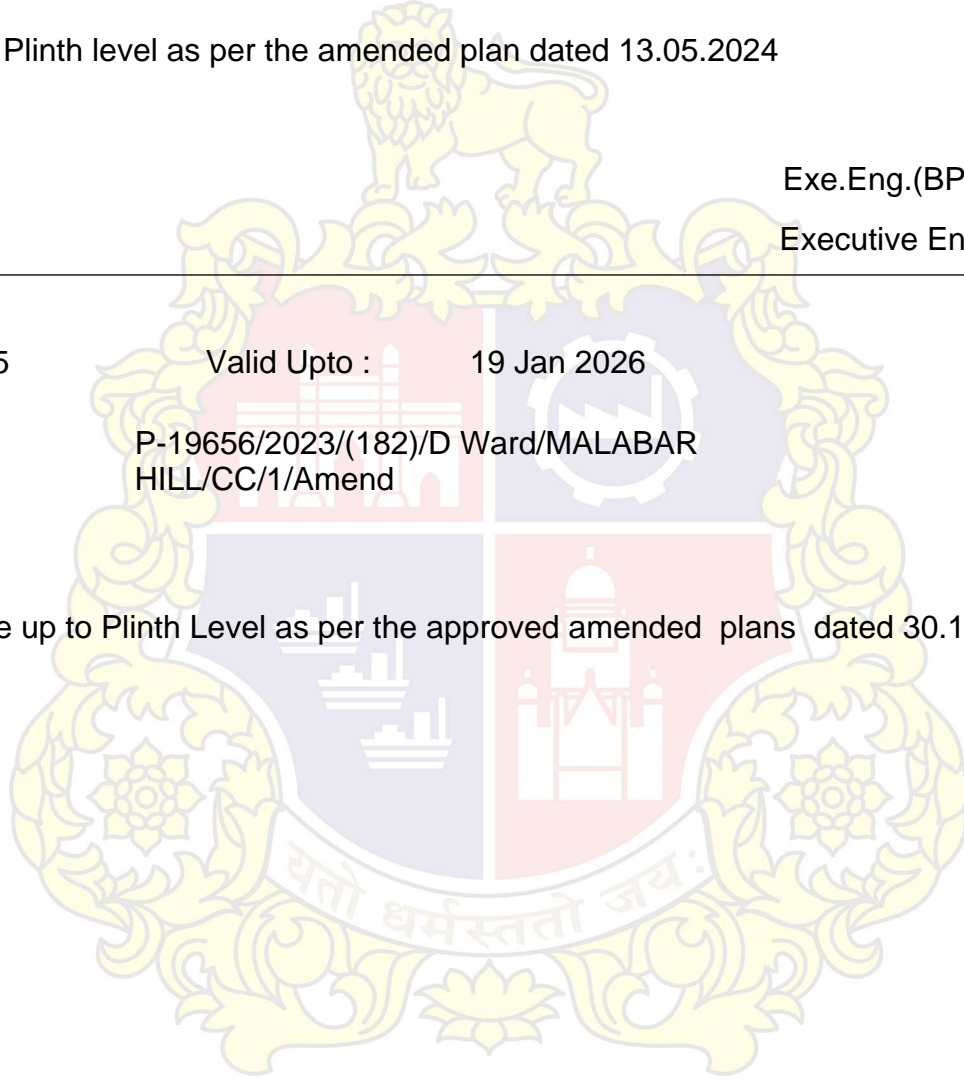 Plinth level as per the amended plan dated 13.05.2024
Exe.Eng.(BP
Executive En
5 Valid Upto : 19 Jan 2026
P-19656/2023/(182)/D Ward/MALABAR
HILL/CC/1/Amend
e up to Plinth Level as per the approved amended plans dated 30.1
यतो धर्मस्ततो जय: